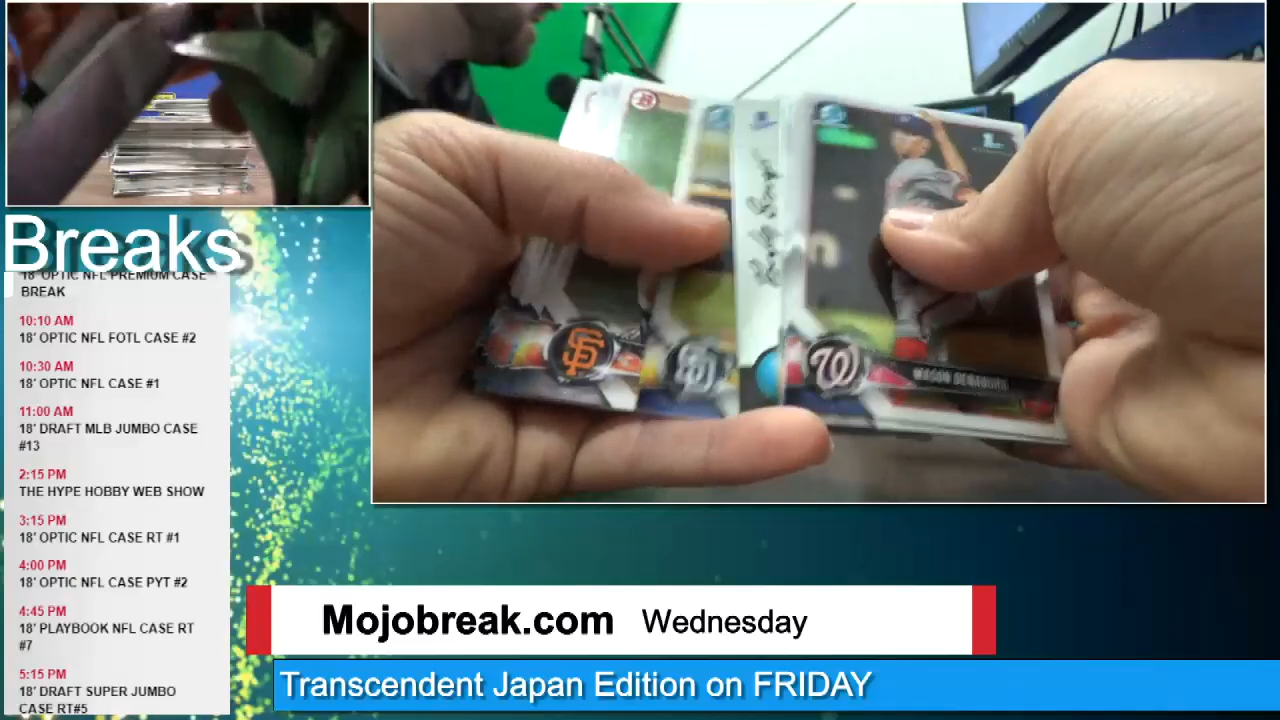 Breaks
18' OPTIC NFL PREMIUM CASE
BREAK
10:10 AM
18' OPTIC NFL FOTL CASE #2
10:30 AM
18' OPTIC NFL CASE #1
11:00 AM
18' DRAFT MLB JUMBO CASE
#13
2:15 PM
THE HYPE HOBBY WEB SHOW
3:15 PM
18' OPTIC NFL CASE RT #1
4:00 PM
18' OPTIC NFL CASE PYT #2
4:45 PM
18' PLAYBOOK NFL CASE RT
#7
5:15 PM
18' DRAFT SUPER JUMBO
CASE RT#5
SF
SD
W
MASON DENABURG
Mojobreak.com Wednesday
Transcendent Japan Edition on FRIDAY